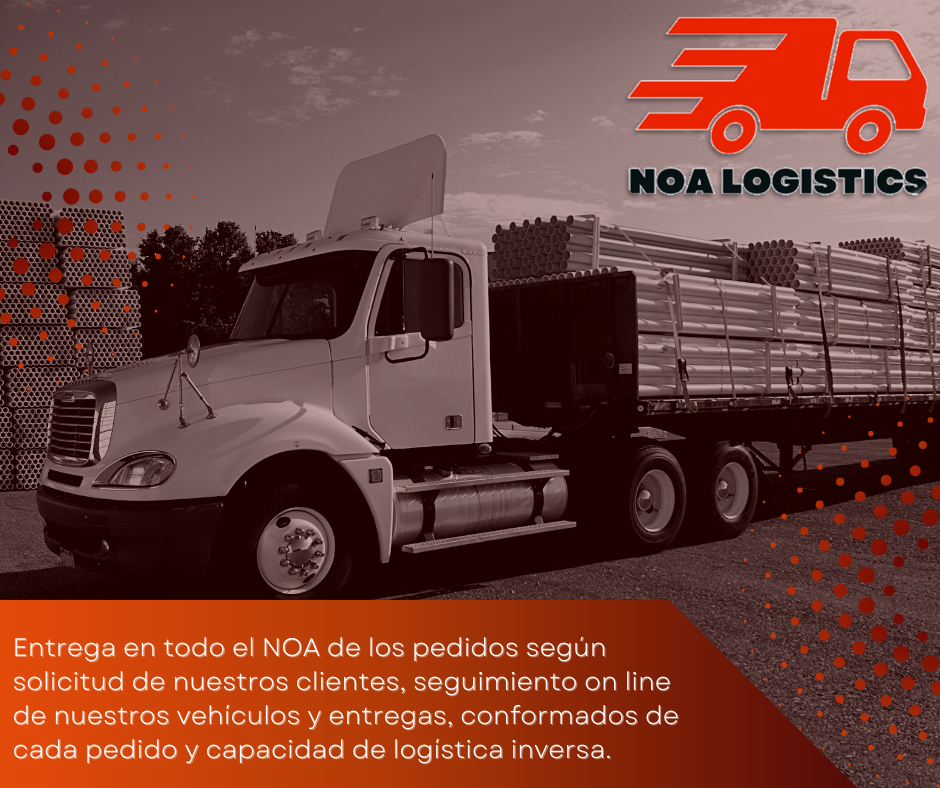 NOA LOGISTICS
Entrega en todo el NOA de los pedidos según
solicitud de nuestros clientes, seguimiento on line
de nuestros vehículos y entregas, conformados de
cada pedido y capacidad de logística inversa.